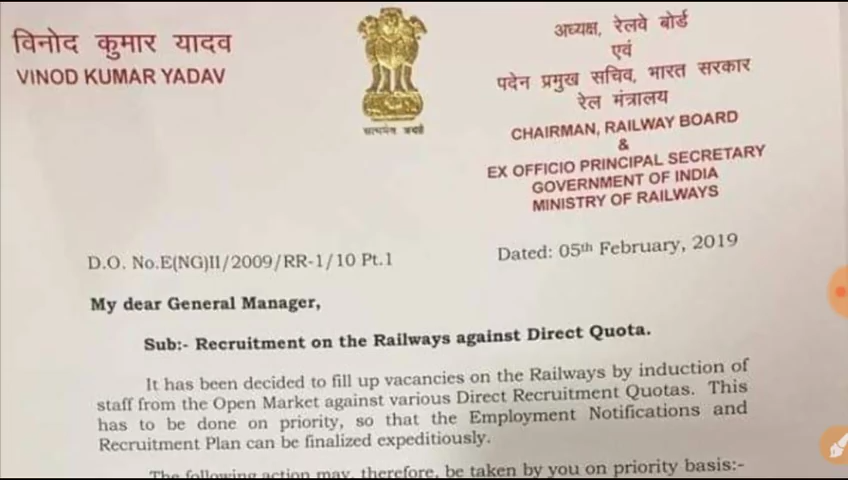 विनोद कुमार यादव
VINOD KUMAR YADAV
सत्यमेव जयते
अध्यक्ष, रेलवे बोर्ड
एवं
पदेन प्रमुख सचिव, भारत सरकार
रेल मंत्रालय
CHAIRMAN, RAILWAY BOARD
&
EX OFFICIO PRINCIPAL SECRETARY
GOVERNMENT OF INDIA
MINISTRY OF RAILWAYS
D.O. No.E(NG)II/2009/RR-1/10 Pt.1
Dated: 05th February, 2019
My dear General Manager,
Sub:- Recruitment on the Railways against Direct Quota.
It has been decided to fill up vacancies on the Railways by induction of
staff from the Open Market against various Direct Recruitment Quotas. This
has to be done on priority, so that the Employment Notifications and
Recruitment Plan can be finalized expeditiously.
The following action may, therefore, be taken by you on priority basis:-